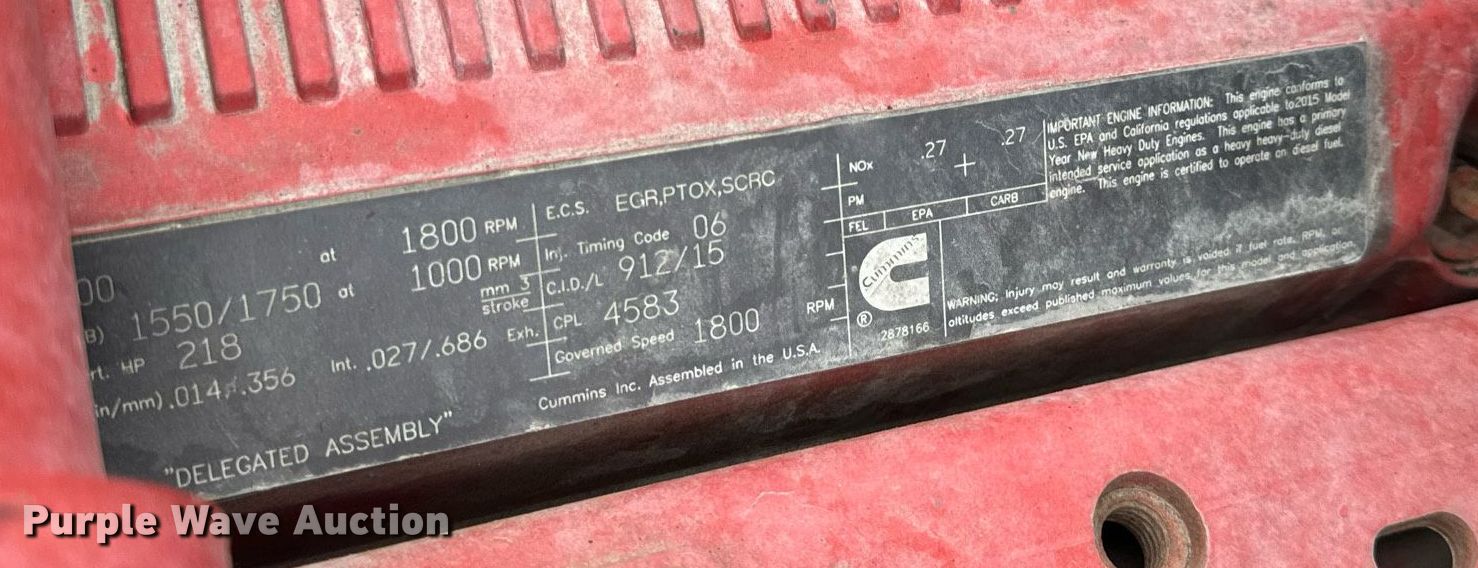 00 at 1800 RPM
B) 1550/1750 at 1000 RPM
rt. HP 218 mm 3 stroke
in/mm) .014/.356 Int. .027/.686 Exh.
"DELEGATED ASSEMBLY"
E.C.S. EGR,PTOX,SCRC
Inj. Timing Code 06
C.I.D./L 912/15
CPL 4583
Governed Speed 1800 RPM
Cummins Inc. Assembled in the U.S.A.
NOx .27 .27
PM
FEL EPA CARB
Cummins
®
2878166
IMPORTANT ENGINE INFORMATION: This engine conforms to
U.S. EPA and California regulations applicable to2015 Model
Year New Heavy Duty Engines. This engine has a primary
intended service application as a heavy heavy-duty diesel
engine. This engine is certified to operate on diesel fuel.
WARNING; Injury may result and warranty is voided if fuel rate, RPM, or
altitudes exceed published maximum values for this model and application.
Purple Wave Auction